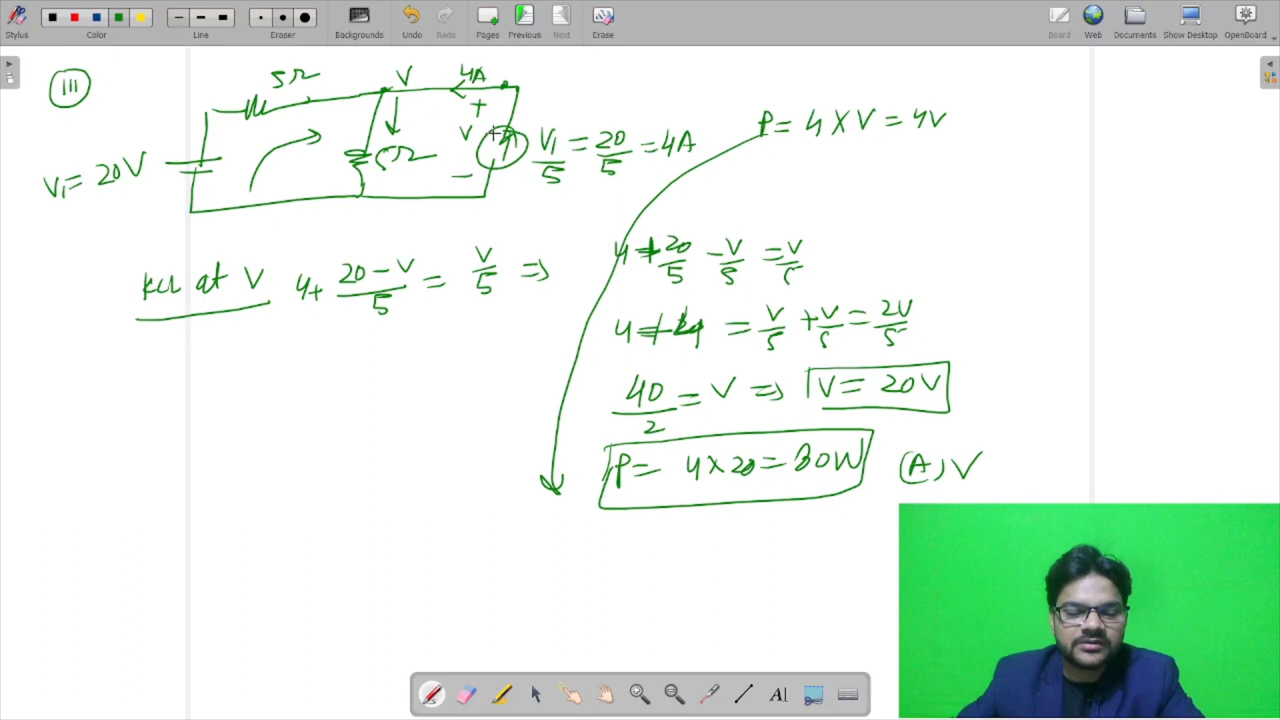 Stylus
Color
Line
Eraser
Backgrounds
Undo
Redo
Pages
Previous
Next
Erase
Board
Web
Documents
Show Desktop
OpenBoard
III
5Ω
V
4A
+
V
5Ω
-
V₁ = 20V
V₁/5 = 20/5 = 4A
P = 4 X V = 4V
KCL at V
4 + (20 - V)/5 = V/5 ⇒
4 + 20/5 - V/5 = V/5
4 + 4 = V/5 + V/5 = 2V/5
40/2 = V ⇒ V = 20V
P = 4 X 20 = 80W
(A) ✓
AI